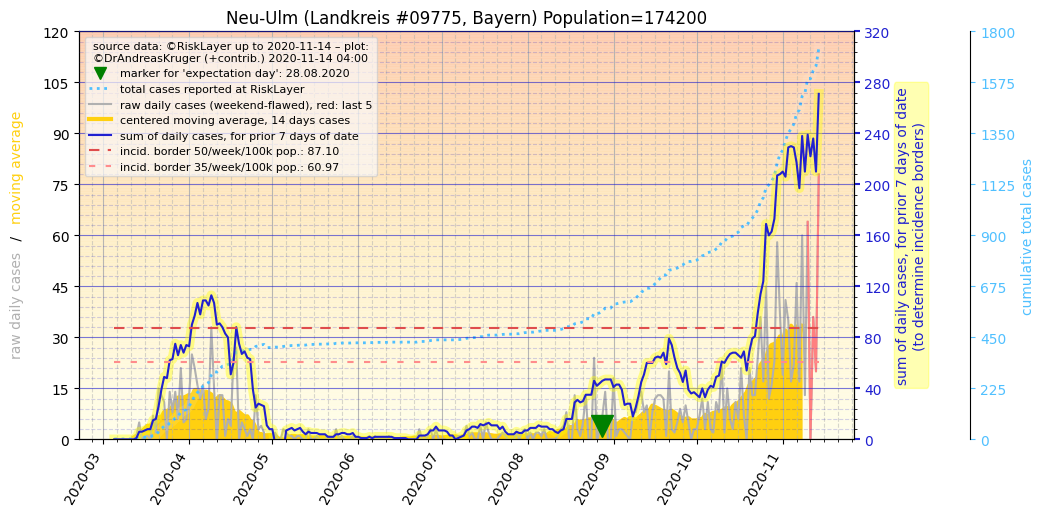 Neu-Ulm (Landkreis #09775, Bayern) Population=174200
source data: ©RiskLayer up to 2020-11-14 – plot:
©DrAndreasKruger (+contrib.) 2020-11-14 04:00
marker for 'expectation day': 28.08.2020
total cases reported at RiskLayer
raw daily cases (weekend-flawed), red: last 5
centered moving average, 14 days cases
sum of daily cases, for prior 7 days of date
incid. border 50/week/100k pop.: 87.10
incid. border 35/week/100k pop.: 60.97
raw daily cases / moving average
120
105
90
75
60
45
30
15
0
320
280
240
200
160
120
80
40
0
sum of daily cases, for prior 7 days of date
(to determine incidence borders)
1800
1575
1350
1125
900
675
450
225
0
cumulative total cases
2020-03
2020-04
2020-05
2020-06
2020-07
2020-08
2020-09
2020-10
2020-11